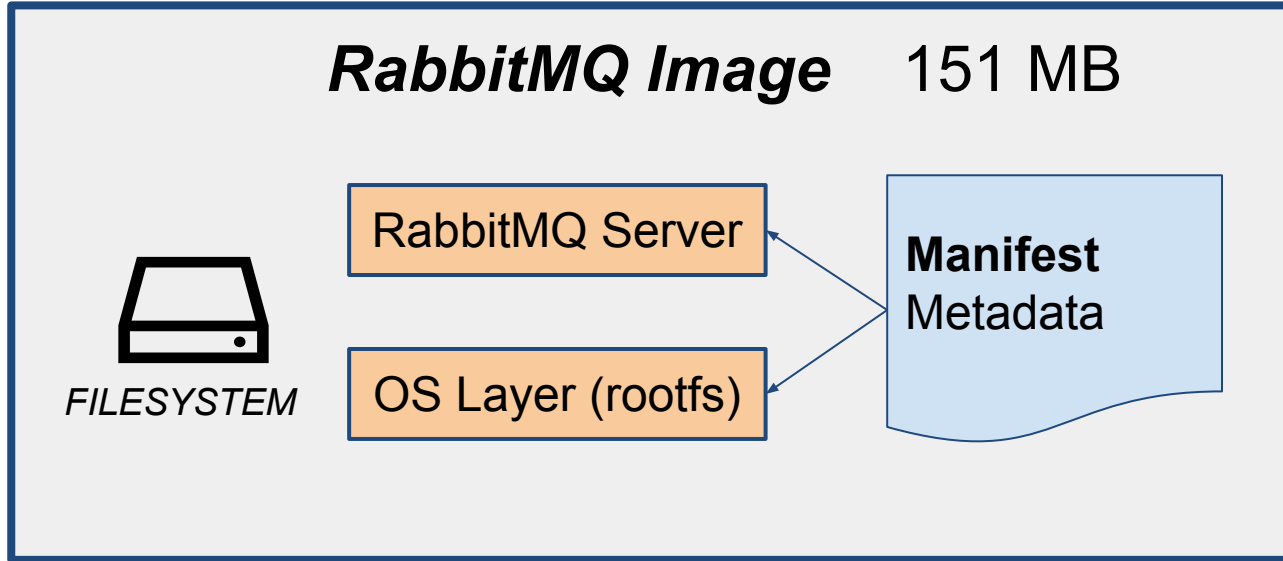 RabbitMQ Image 151 MB
RabbitMQ Server
Manifest
Metadata
OS Layer (rootfs)
FILESYSTEM